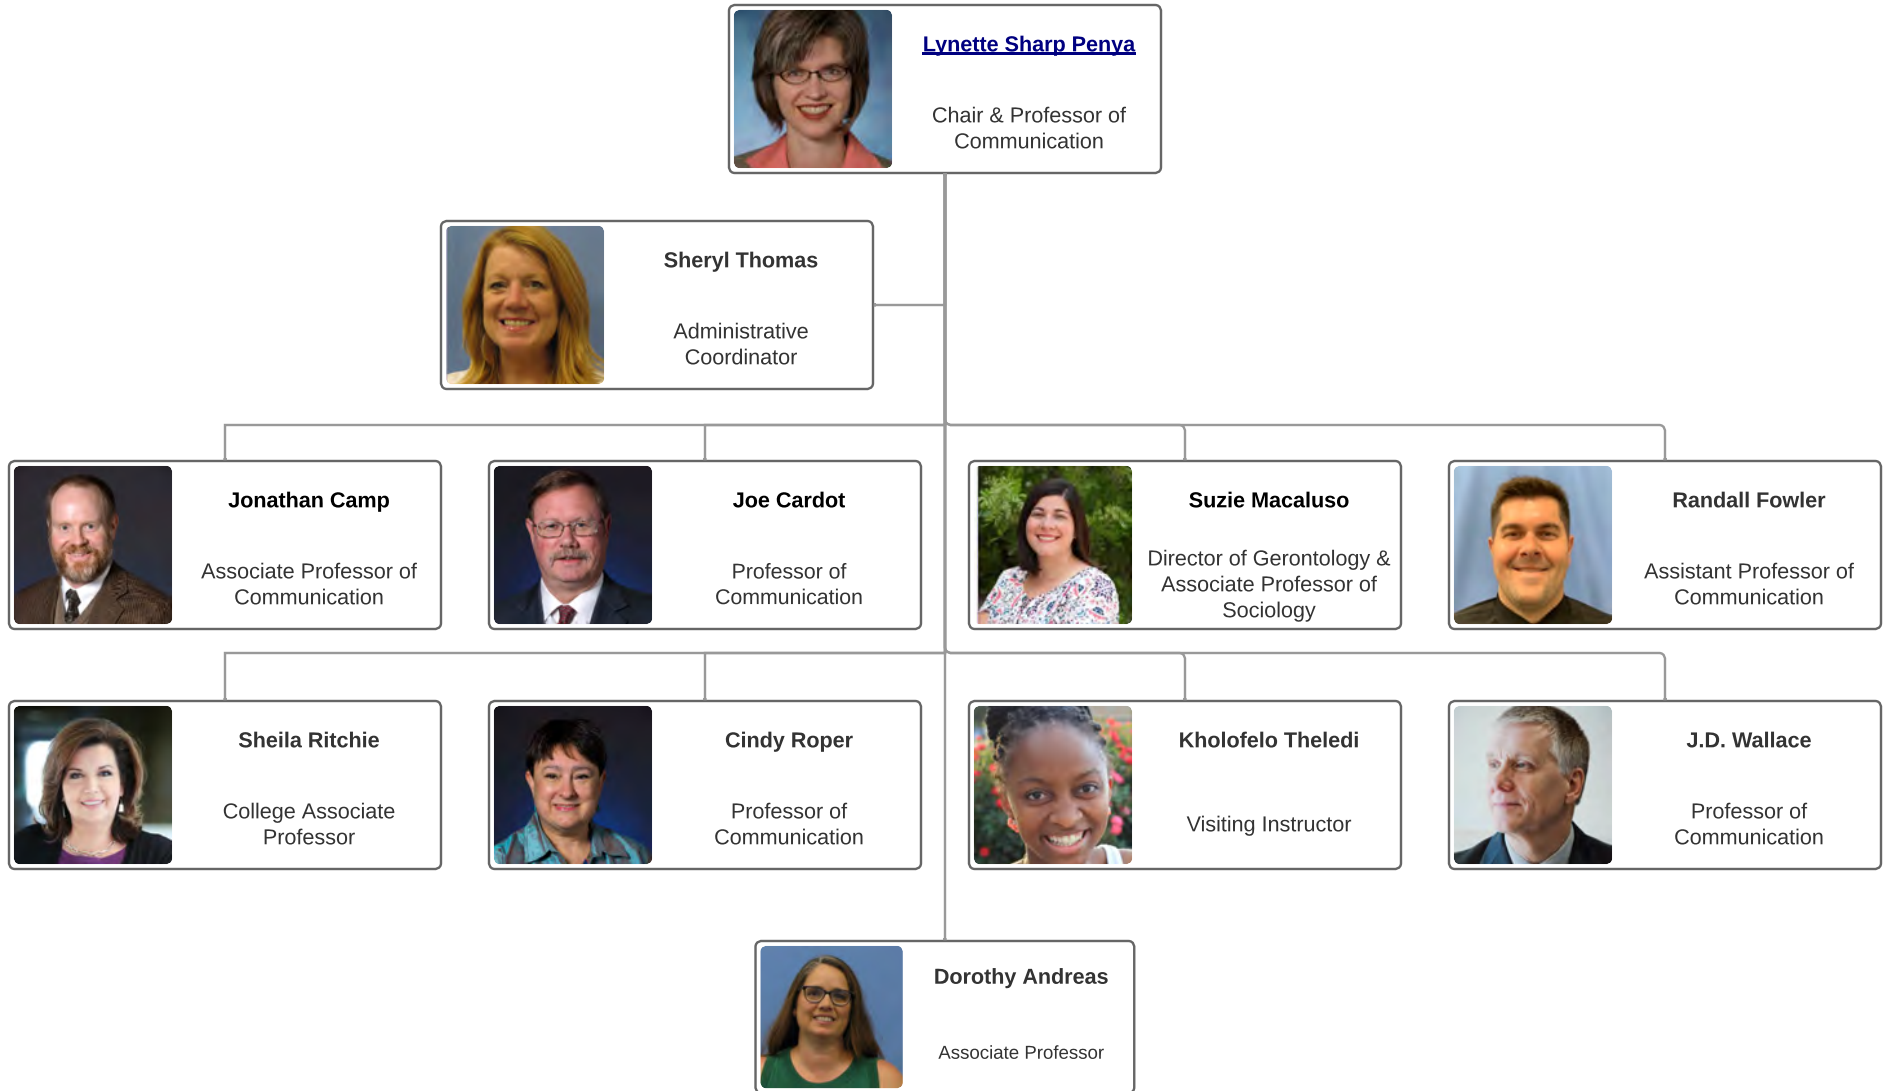 Lynette Sharp Penya
Chair & Professor of
Communication
Sheryl Thomas
Administrative
Coordinator
Jonathan Camp
Associate Professor of
Communication
Joe Cardot
Professor of
Communication
Suzie Macaluso
Director of Gerontology &
Associate Professor of
Sociology
Randall Fowler
Assistant Professor of
Communication
Sheila Ritchie
College Associate
Professor
Cindy Roper
Professor of
Communication
Kholofelo Theledi
Visiting Instructor
J.D. Wallace
Professor of
Communication
Dorothy Andreas
Associate Professor